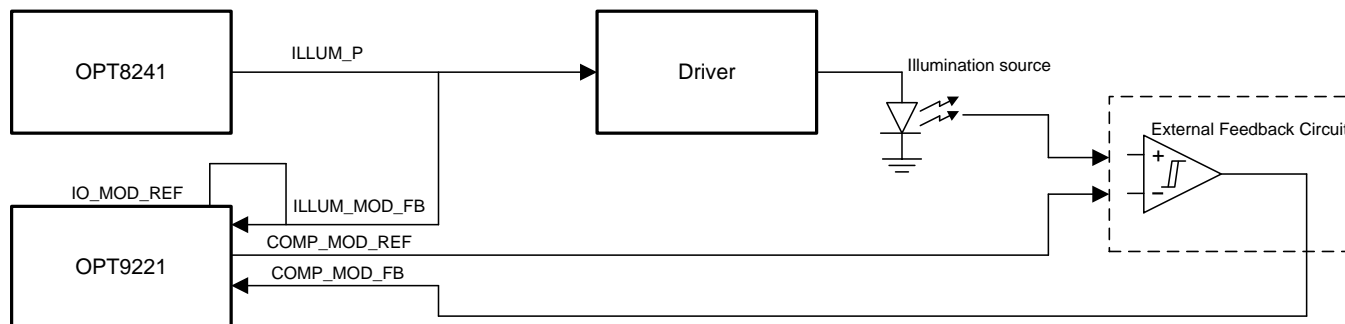 OPT8241
ILLUM_P
Driver
Illumination source
External Feedback Circuit
+
−
IO_MOD_REF
ILLUM_MOD_FB
COMP_MOD_REF
OPT9221
COMP_MOD_FB